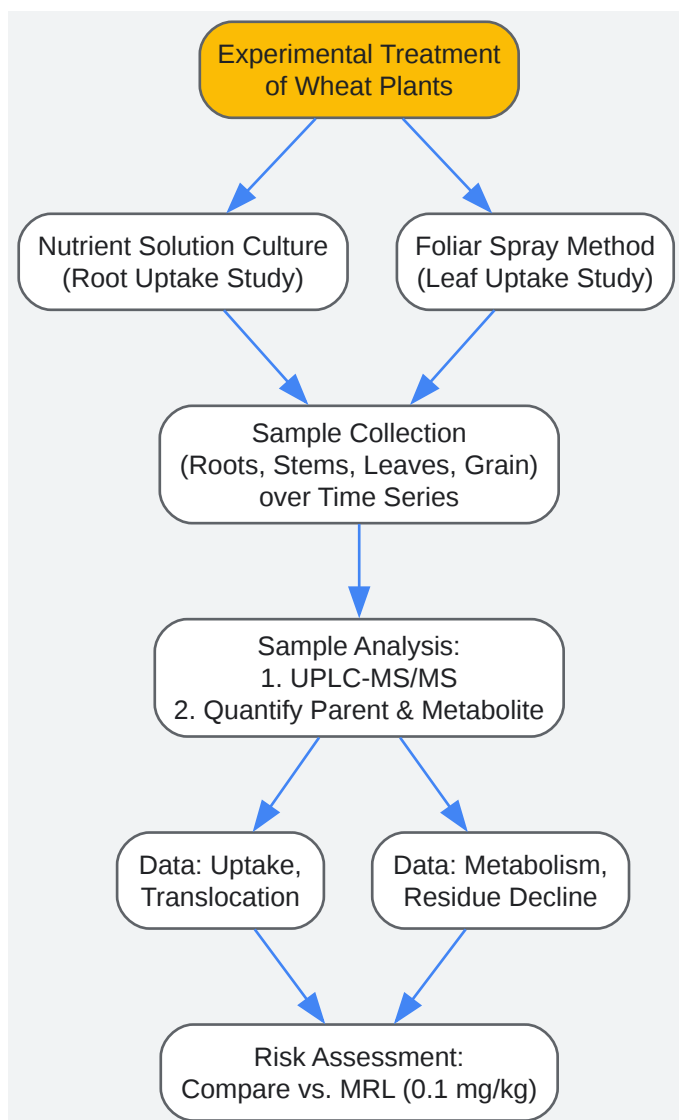 Experimental Treatment
of Wheat Plants
Nutrient Solution Culture
(Root Uptake Study)
Foliar Spray Method
(Leaf Uptake Study)
Sample Collection
(Roots, Stems, Leaves, Grain)
over Time Series
Sample Analysis:
1. UPLC-MS/MS
2. Quantify Parent & Metabolite
Data: Uptake,
Translocation
Data: Metabolism,
Residue Decline
Risk Assessment:
Compare vs. MRL (0.1 mg/kg)